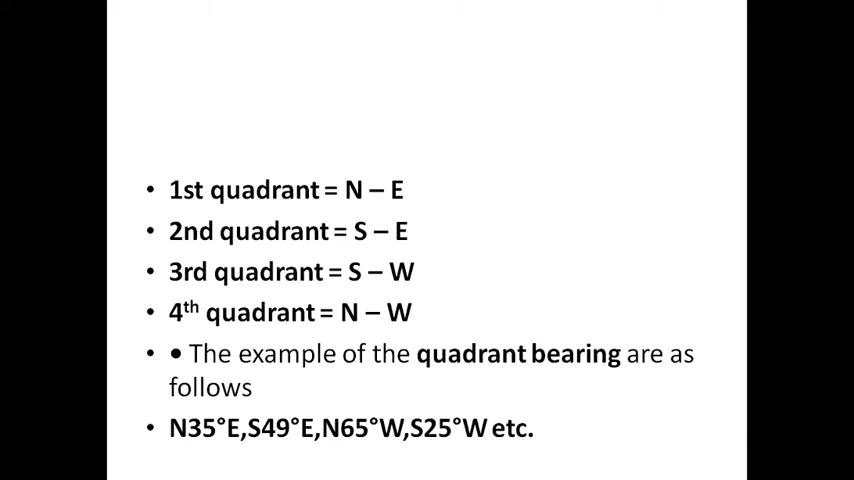 • 1st quadrant = N – E
• 2nd quadrant = S – E
• 3rd quadrant = S – W
• 4th quadrant = N – W
• • The example of the quadrant bearing are as
follows
• N35°E,S49°E,N65°W,S25°W etc.